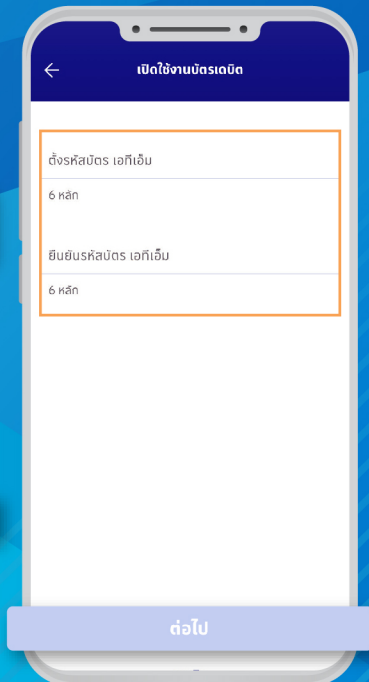 เปิดใช้งานบัตรเดบิต
ตั้งรหัสบัตร เอทีเอ็ม
6 หลัก
ยืนยันรหัสบัตร เอทีเอ็ม
6 หลัก
ต่อไป